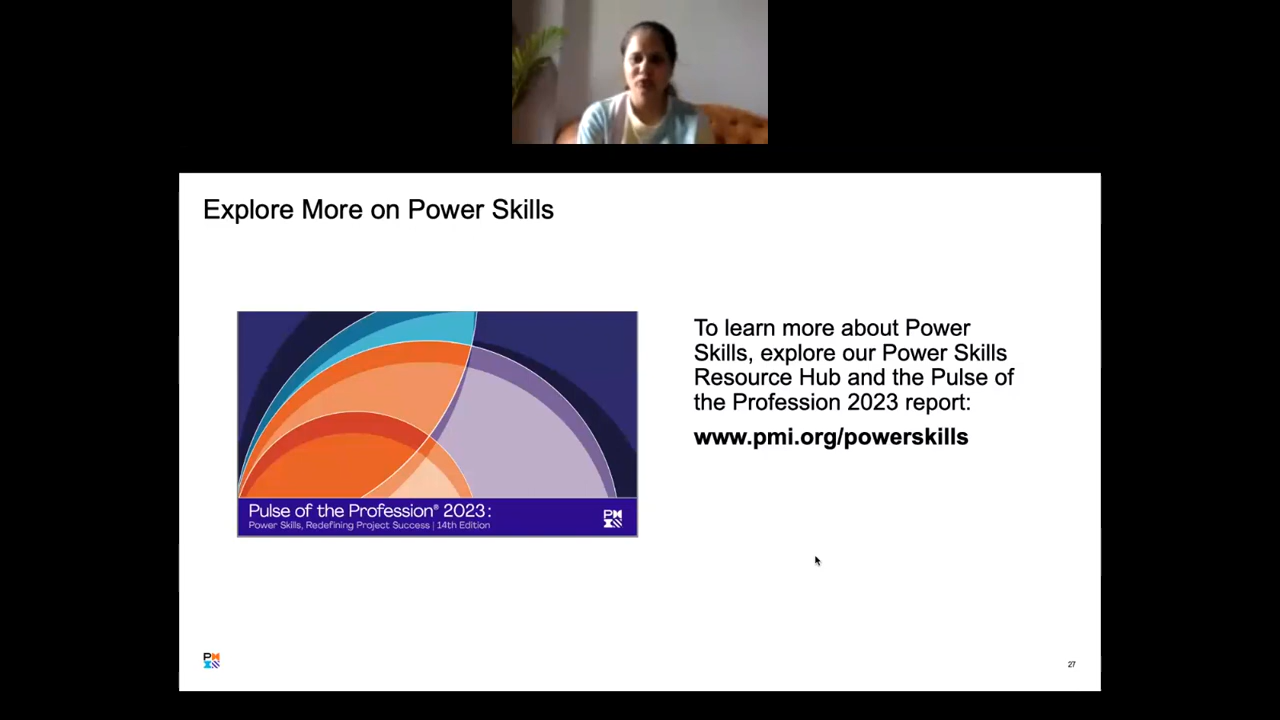 Explore More on Power Skills
To learn more about Power
Skills, explore our Power Skills
Resource Hub and the Pulse of
the Profession 2023 report:
www.pmi.org/powerskills
Pulse of the Profession® 2023:
Power Skills, Redefining Project Success | 14th Edition
27